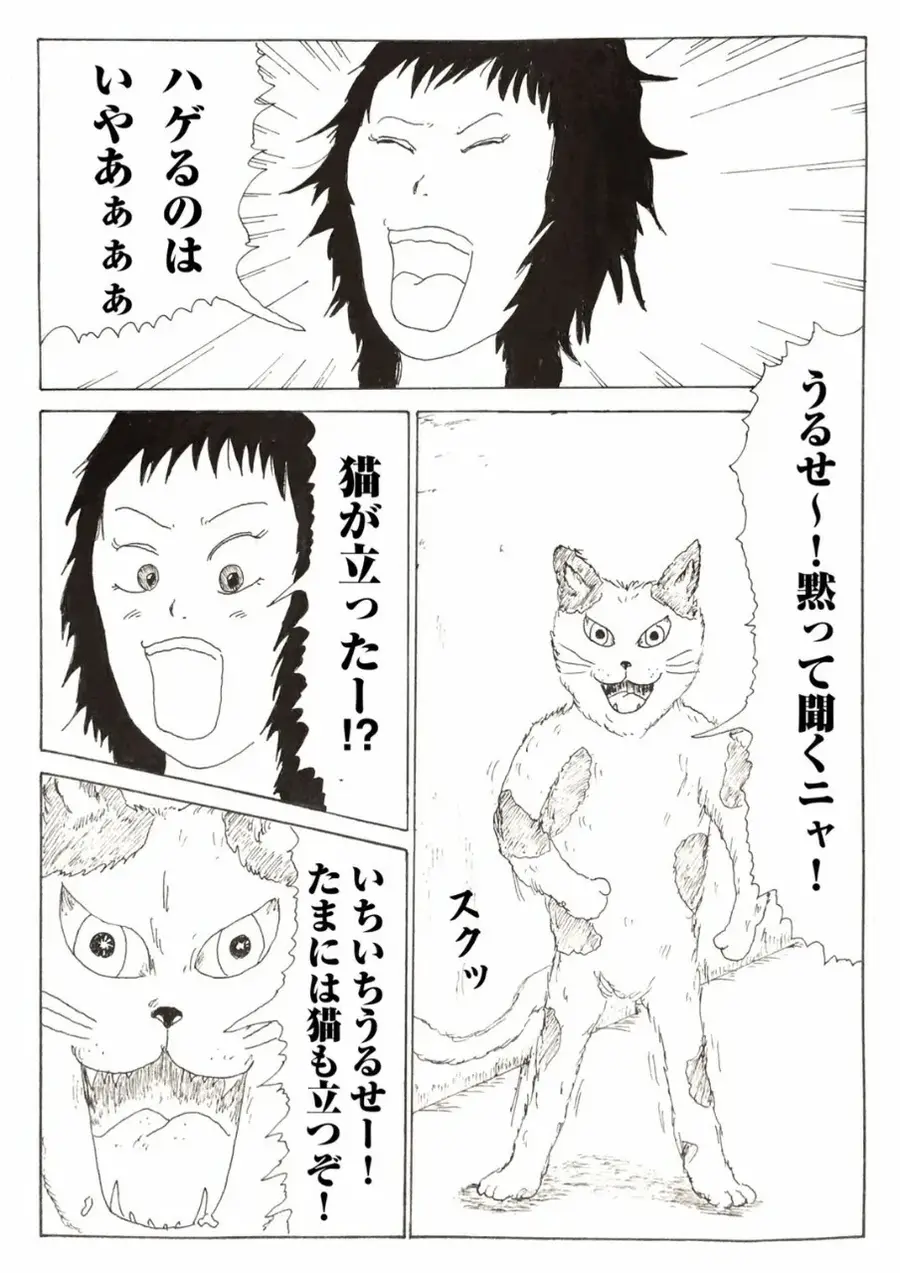 ハゲるのは
いやあぁぁぁ
うるせ～！黙って聞くニャ！
スクッ
猫が立ったー!?
いちいちうるせー！
たまには猫も立つぞ！